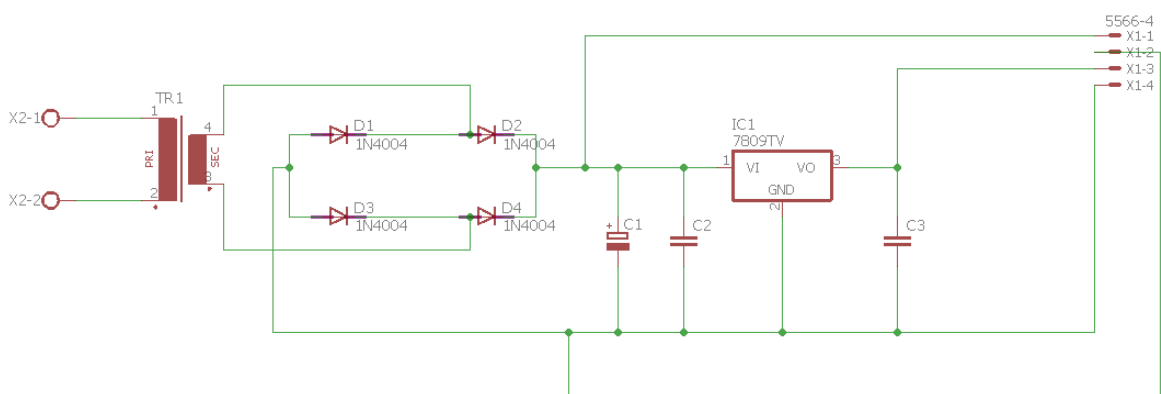 5566-4
X1-1
X1-2
X1-3
X1-4
TR1
X2-1
1
4
PRI
SEC
X2-2
2
3
D1
1N4004
D2
1N4004
D3
1N4004
D4
1N4004
IC1
7809TV
1
VI
VO
3
GND
2
+
C1
C2
C3